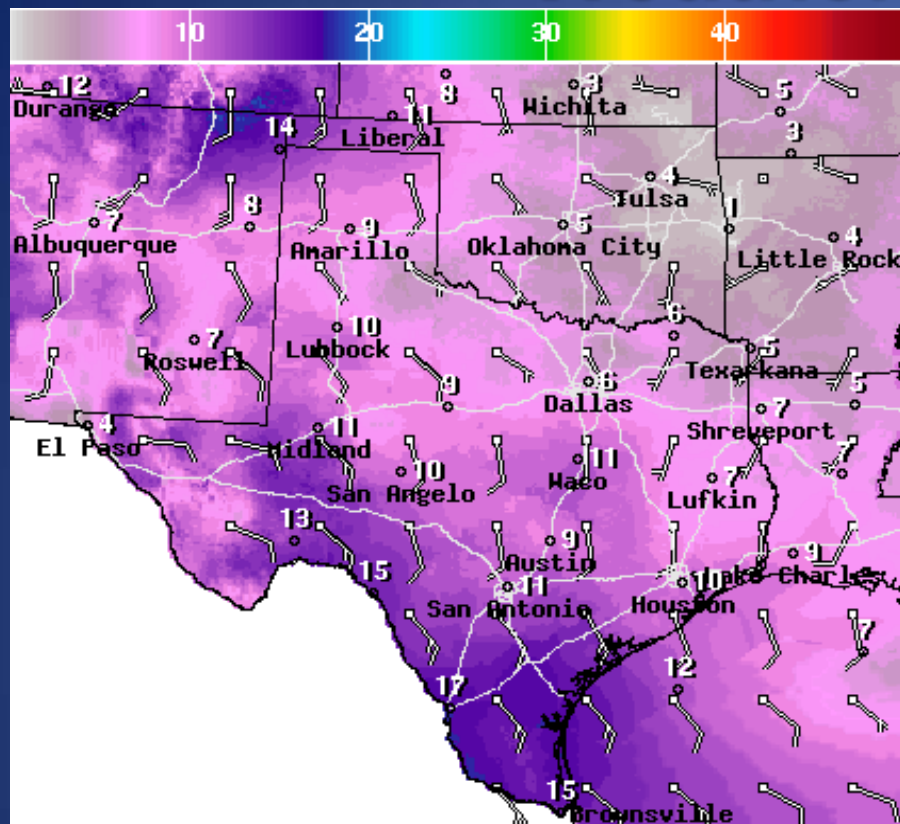 10 20 30 40
12 8 3 5
Durango Wichita
11
Liberal
14 3
4
Tulsa
7 8 9 5 1 4
Albuquerque Amarillo Oklahoma City Little Rock
10 6
7 Lubbock 5
Roswell Texarkana
9 6 5
Dallas 7
4 11 Shreveport
El Paso Midland
10 11 7 7
San Angelo Waco Lufkin
13 9 9
Austin Lake Charles
15 11 10
San Antonio Houston
7
12
17
15
Brownsville